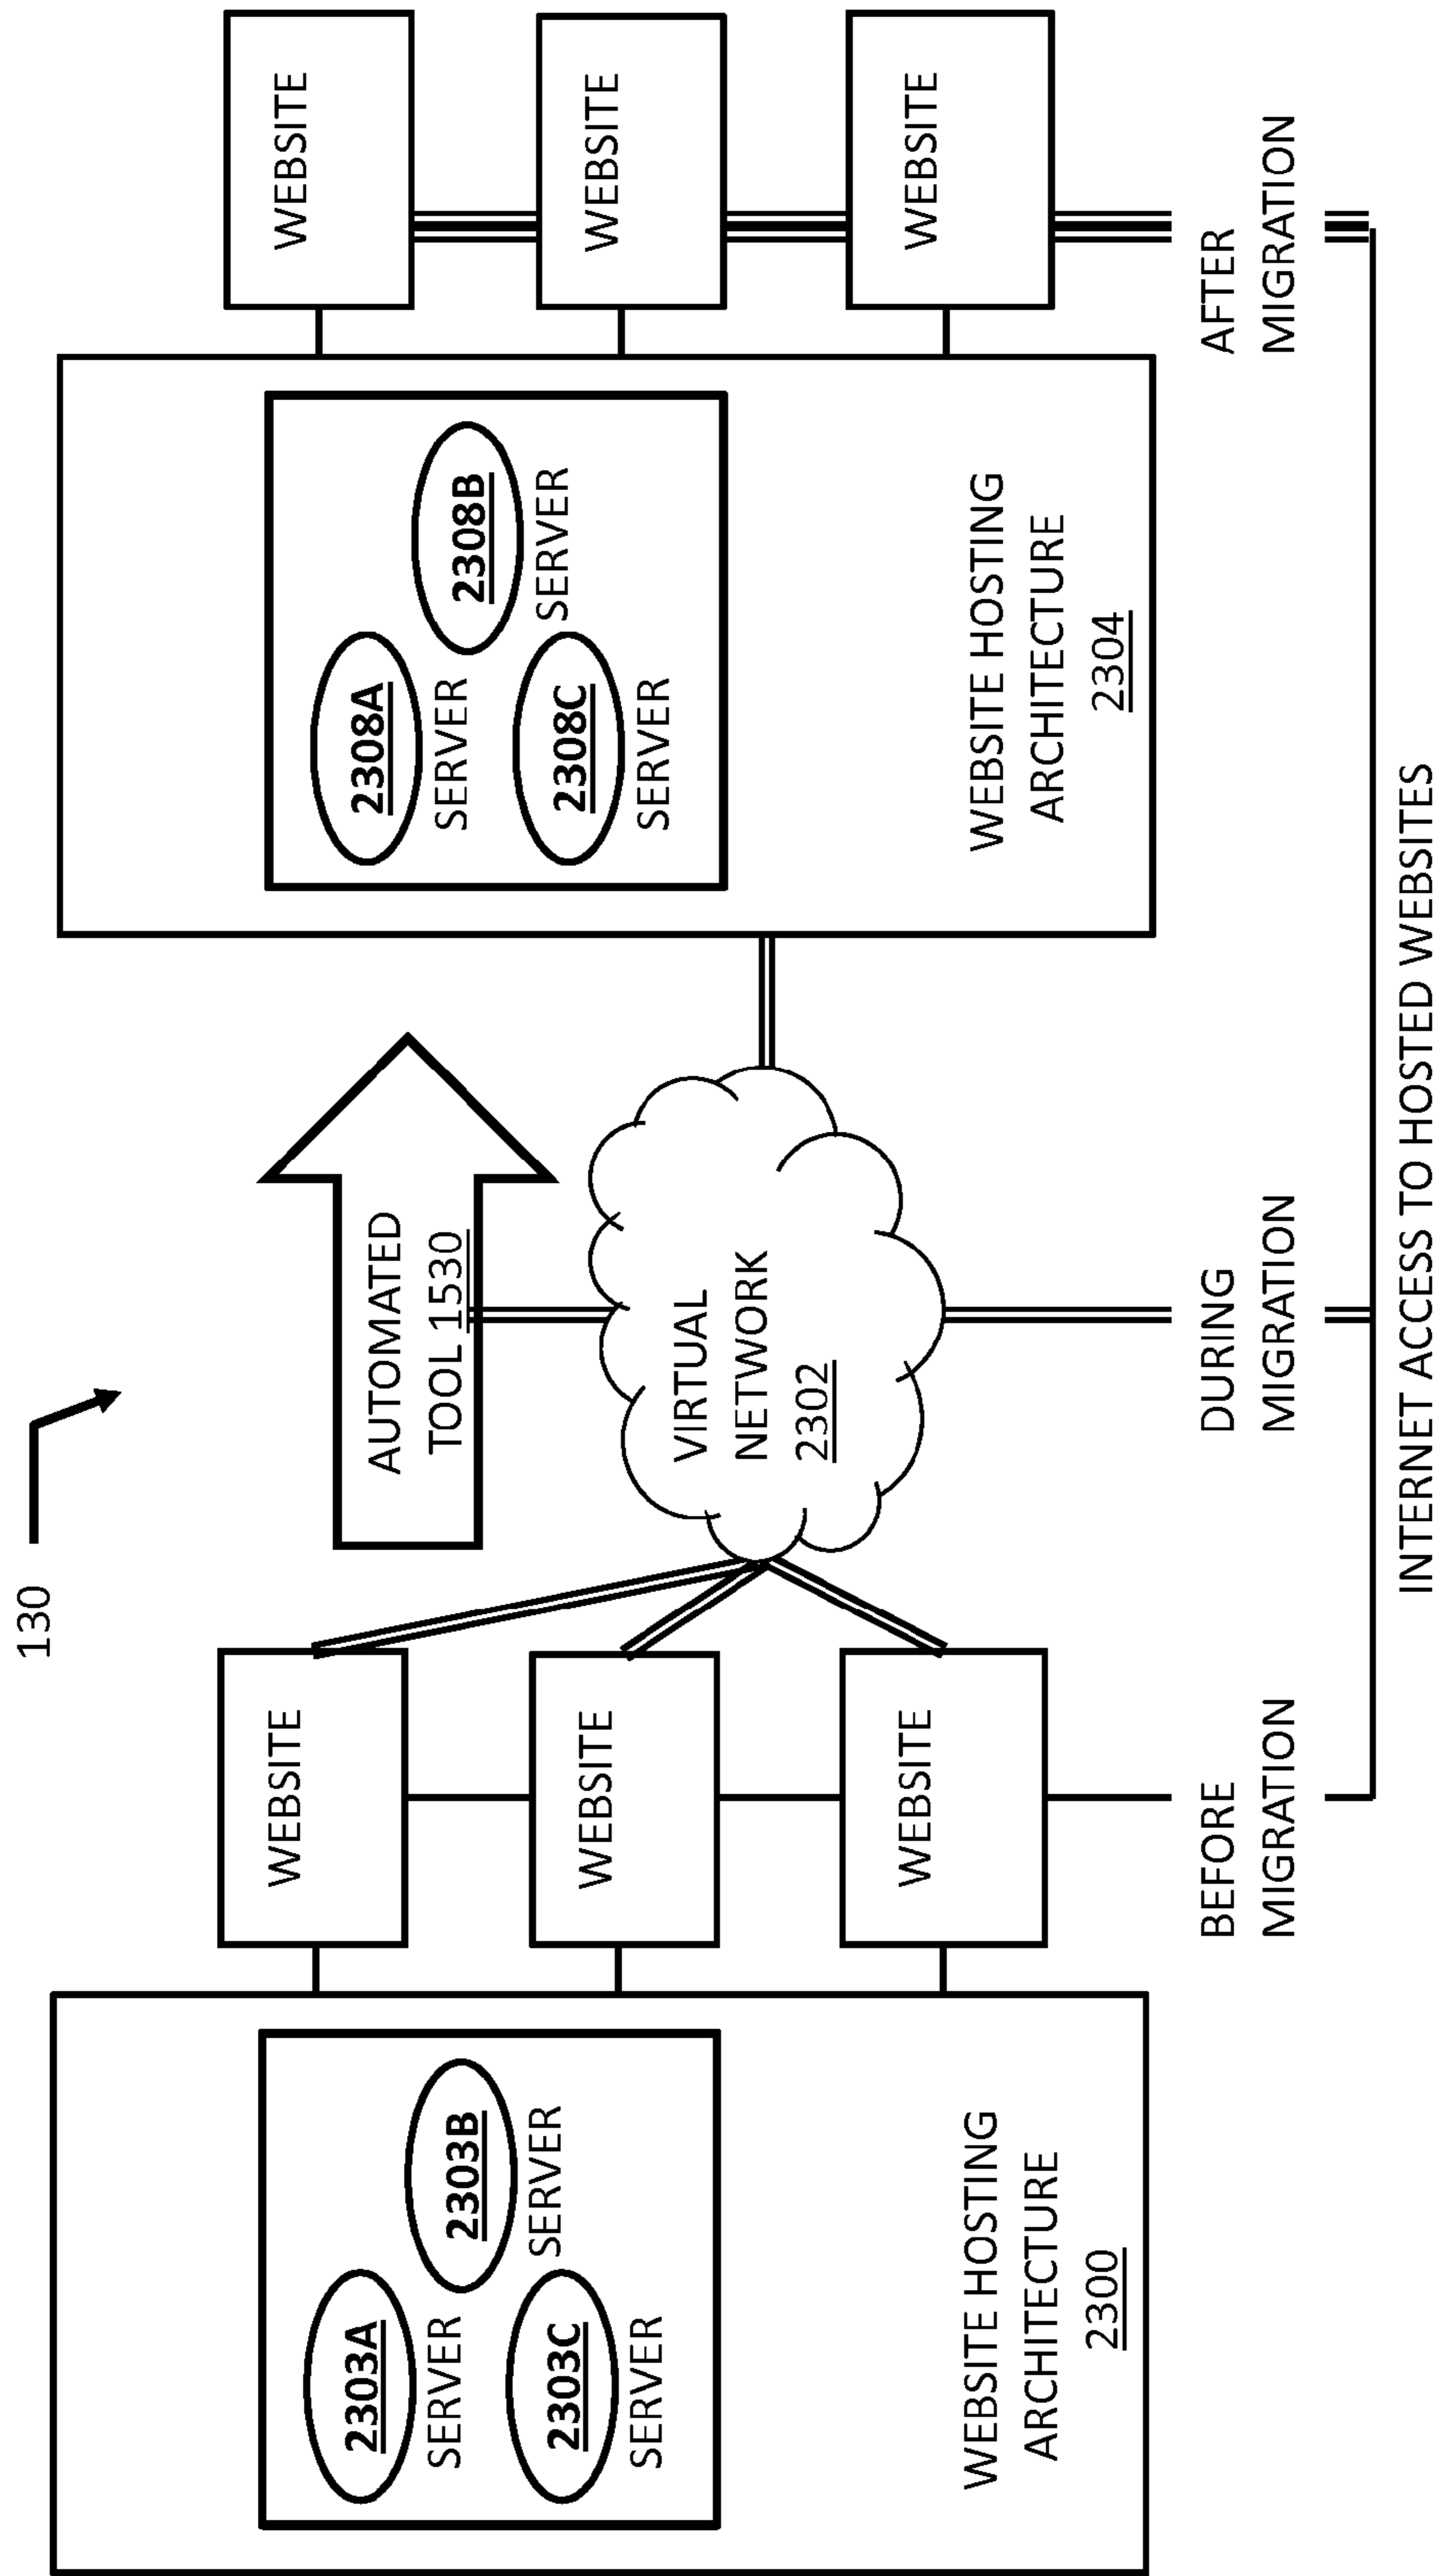 130
2303A
SERVER
2303B
SERVER
2303C
SERVER
WEBSITE HOSTING
ARCHITECTURE
2300
WEBSITE
WEBSITE
WEBSITE
AUTOMATED
TOOL 1530
VIRTUAL
NETWORK
2302
2308A
SERVER
2308B
SERVER
2308C
SERVER
WEBSITE HOSTING
ARCHITECTURE
2304
WEBSITE
WEBSITE
WEBSITE
BEFORE
MIGRATION
DURING
MIGRATION
AFTER
MIGRATION
INTERNET ACCESS TO HOSTED WEBSITES